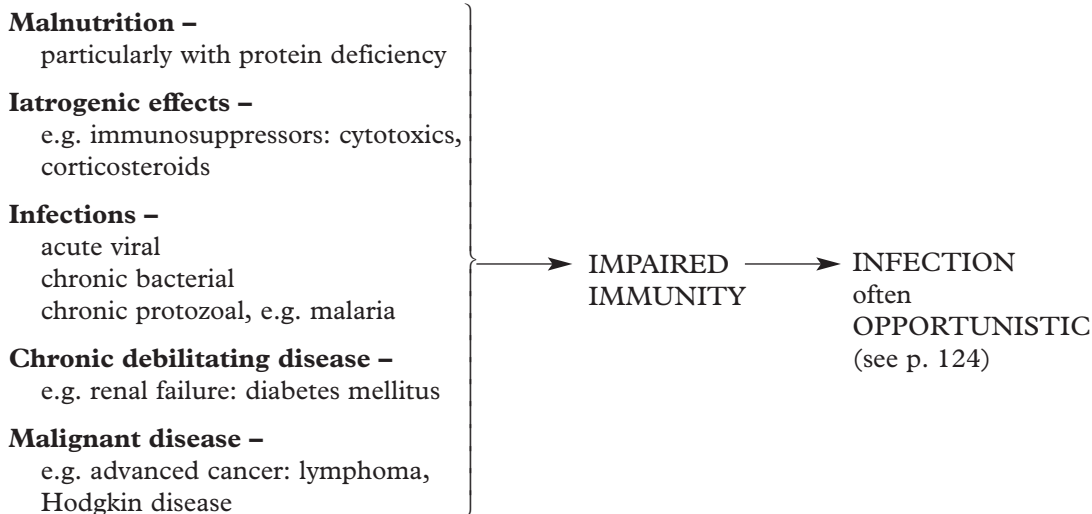 Malnutrition –
particularly with protein deficiency
Iatrogenic effects –
e.g. immunosuppressors: cytotoxics,
corticosteroids
Infections –
acute viral
chronic bacterial
chronic protozoal, e.g. malaria
Chronic debilitating disease –
e.g. renal failure: diabetes mellitus
Malignant disease –
e.g. advanced cancer: lymphoma,
Hodgkin disease
IMPAIRED
IMMUNITY
INFECTION
often
OPPORTUNISTIC
(see p. 124)